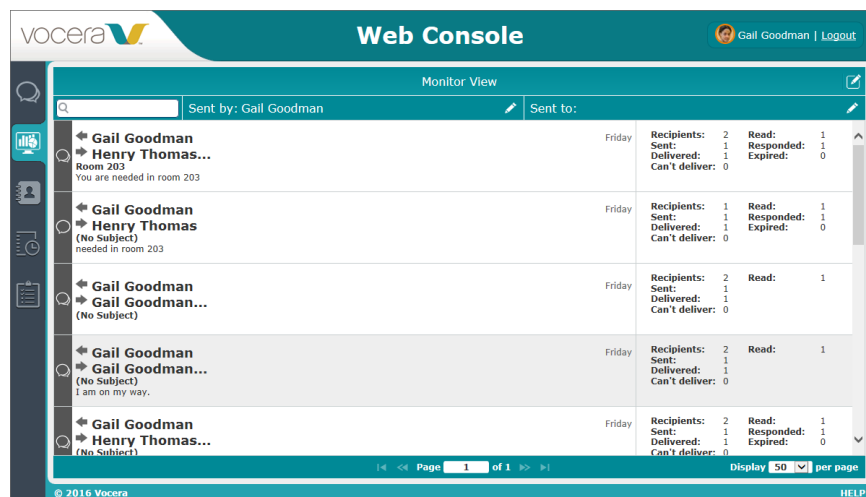 vocera
Web Console
Gail Goodman | Logout
Monitor View
Sent by: Gail Goodman
Sent to:
Gail Goodman
Henry Thomas...
Room 203
You are needed in room 203
Friday
Recipients: 2 Read: 1
Sent: 1 Responded: 1
Delivered: 1 Expired: 0
Can't deliver: 0
Gail Goodman
Henry Thomas
(No Subject)
needed in room 203
Friday
Recipients: 1 Read: 1
Sent: 1 Responded: 1
Delivered: 1 Expired: 0
Can't deliver: 0
Gail Goodman
Gail Goodman...
(No Subject)
Friday
Recipients: 2 Read: 1
Sent: 1
Delivered: 1
Can't deliver: 0
Gail Goodman
Gail Goodman...
(No Subject)
I am on my way.
Friday
Recipients: 2 Read: 1
Sent: 1
Delivered: 1
Can't deliver: 0
Gail Goodman
Henry Thomas...
(No Subject)
Friday
Recipients: 2 Read: 1
Sent: 1 Responded: 1
Delivered: 1 Expired: 0
Can't deliver: 0
Page 1 of 1
Display 50 per page
© 2016 Vocera
HELP